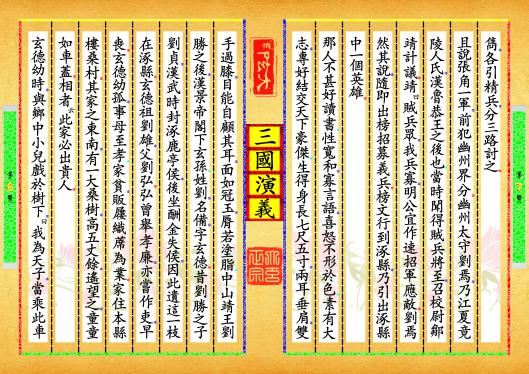 雋各引精兵分三路討之
且說張角一軍前犯幽州界分幽州太守劉焉乃江夏竟
陵人氏漢魯恭王之後也當時聞得賊兵將至召校尉鄒
靖計議靖曰賊兵眾我兵寡明公宜作速招軍應敵劉焉
然其說隨即出榜招募義兵榜文行到涿縣乃引出涿縣
中一個英雄
那人不甚好讀書性寬和寡言語喜怒不形於色素有大
志專好結交天下豪傑生得身長七尺五寸兩耳垂肩雙
三國演義
手過膝目能自顧其耳面如冠玉脣若塗脂中山靖王劉
勝之後漢景帝閣下玄孫姓劉名備字玄德昔劉勝之子
劉貞漢武時封涿鹿亭侯後坐酬金失侯因此遺這一枝
在涿縣玄德祖劉雄父劉弘弘曾舉孝廉亦嘗作吏早
喪玄德幼孤事母至孝家貧販屨織蓆為業家住本縣
樓桑村其家之東南有一大桑樹高五丈餘遙望之童童
如車蓋相者云此家必出貴人
玄德幼時與鄉中小兒戲於樹下曰我為天子當乘此車